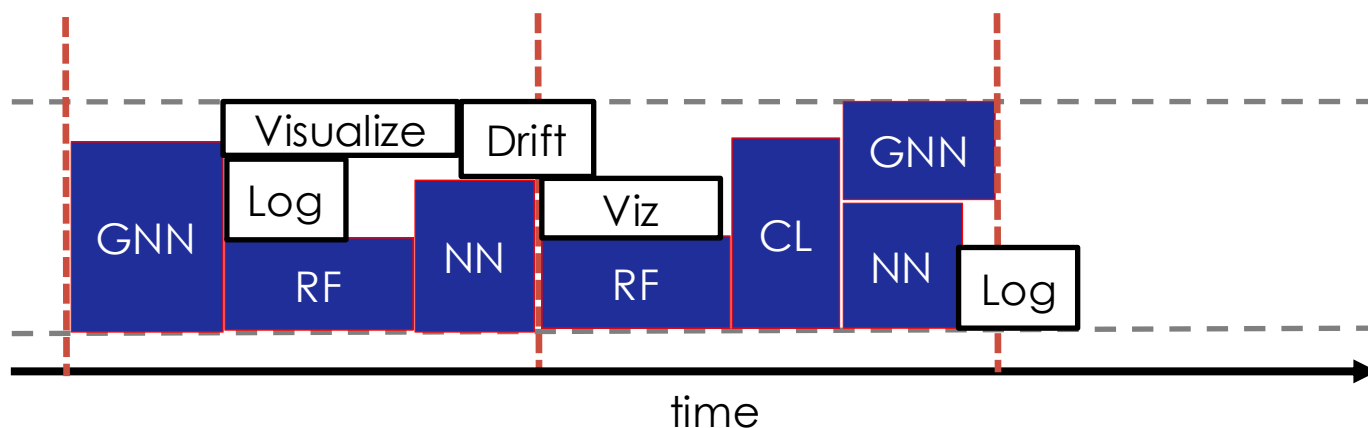 Visualize
Drift
GNN
Log
Viz
GNN
CL
NN
RF
RF
NN
Log
time